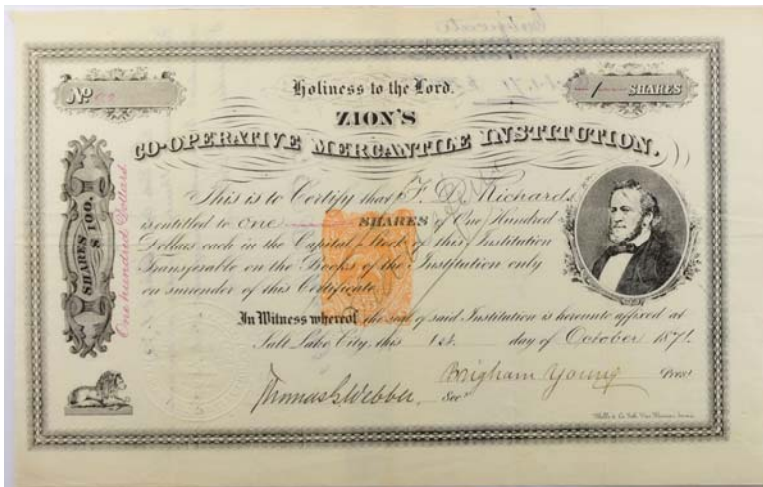 Holiness to the Lord.
No
1 SHARES
ZION'S
CO-OPERATIVE MERCANTILE INSTITUTION.
This is to Certify that F. D. Richards
is entitled to one SHARES of One Hundred
Dollars each in the Capital Stock of this Institution
Transferable on the Books of the Institution only
on surrender of this Certificate.
SHARES $100.
One hundred Dollars
In Witness whereof, the seal of said Institution is hereunto affixed at
Salt Lake City, this 1st. day of October 1871.
Thomas G. Webber Secy.
Brigham Young Prest.